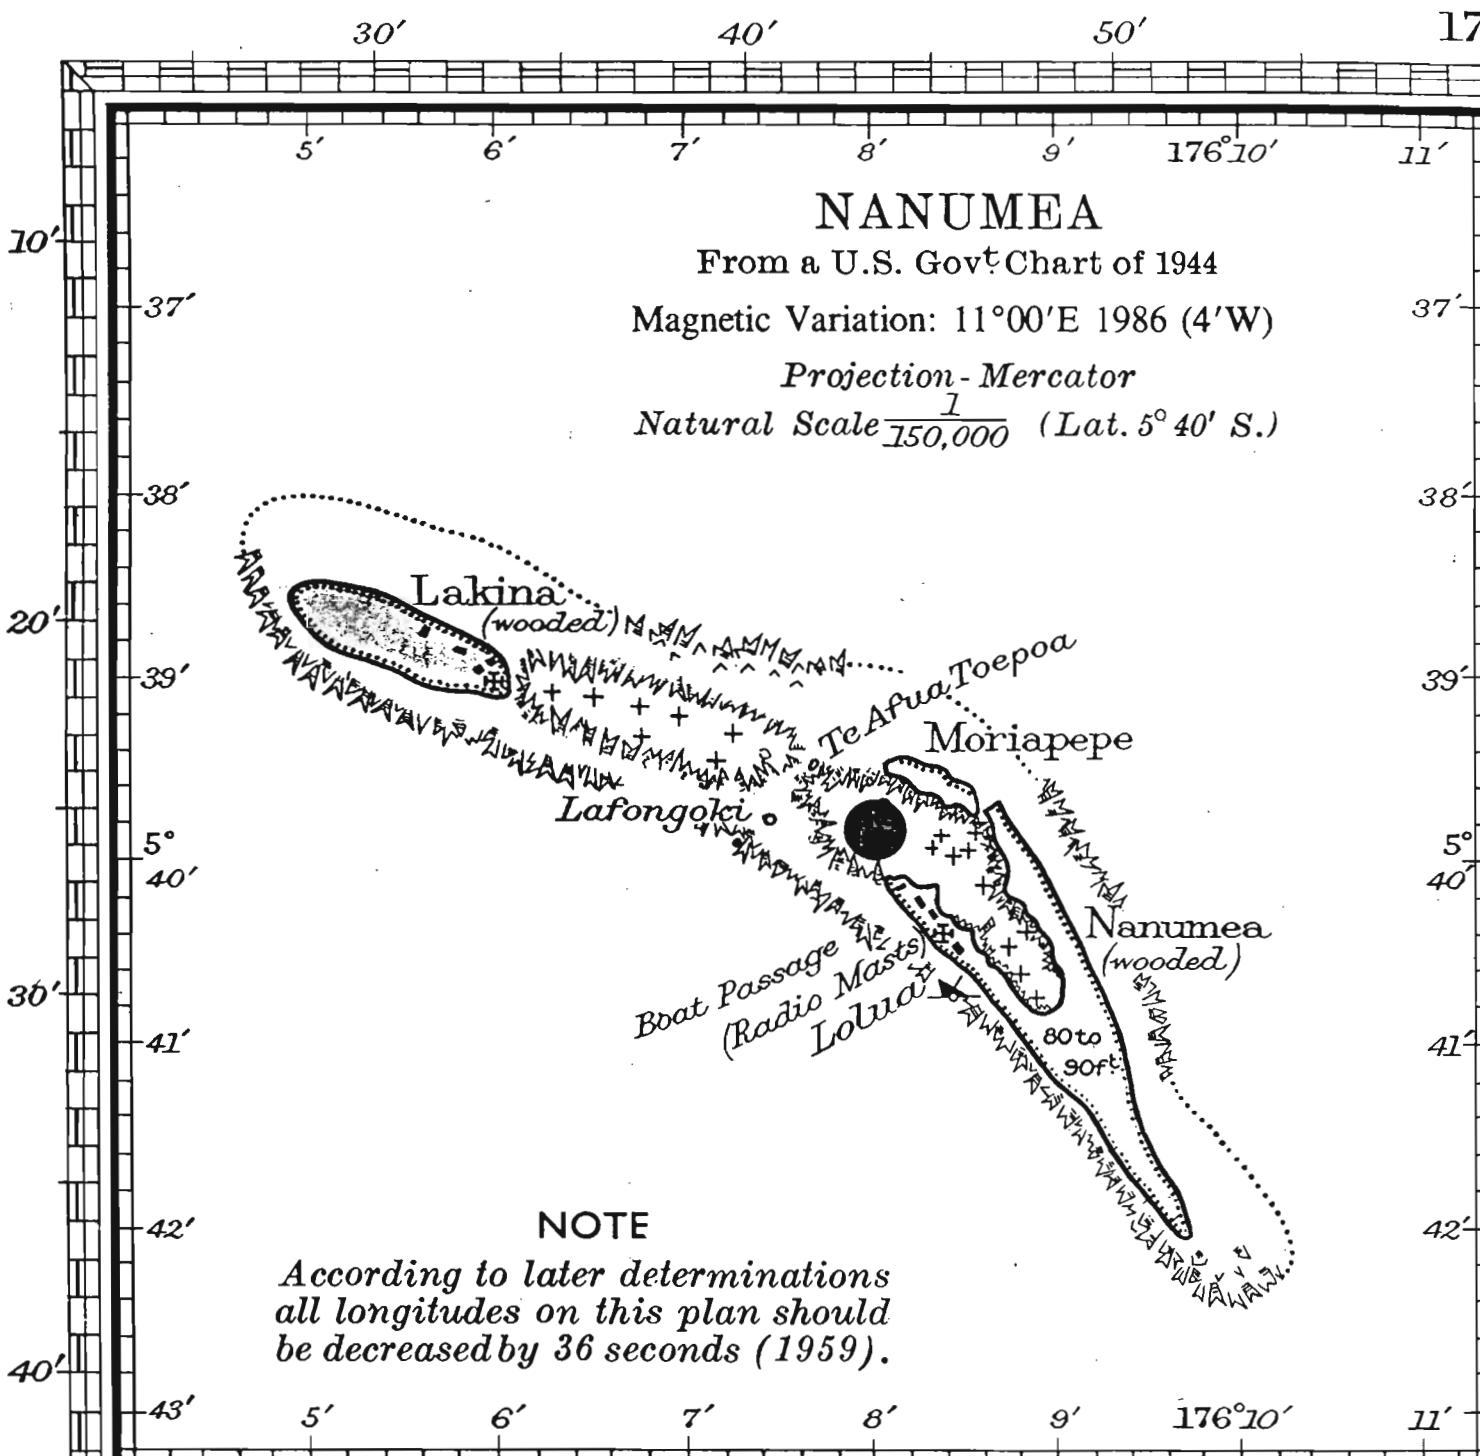 30′ 40′ 50′ 17
5′ 6′ 7′ 8′ 9′ 176°10′ 11′
NANUMEA
10′
From a U.S. Govt. Chart of 1944
37′ 37′
Magnetic Variation: 11°00′E 1986 (4′W)
Projection - Mercator
Natural Scale 1/150,000 (Lat. 5° 40′ S.)
38′ 38′
Lakina
(wooded)
20′
39′ 39′
Te Afua Toepoa
Moriapepe
Lafongoki
5° 5°
40′ 40′
Nanumea
(wooded)
Boat Passage
(Radio Masts)
Lolua
30′
41′ 41′
80 to
90ft.
42′ 42′
NOTE
According to later determinations
all longitudes on this plan should
be decreased by 36 seconds (1959).
40′
43′
5′ 6′ 7′ 8′ 9′ 176°10′ 11′